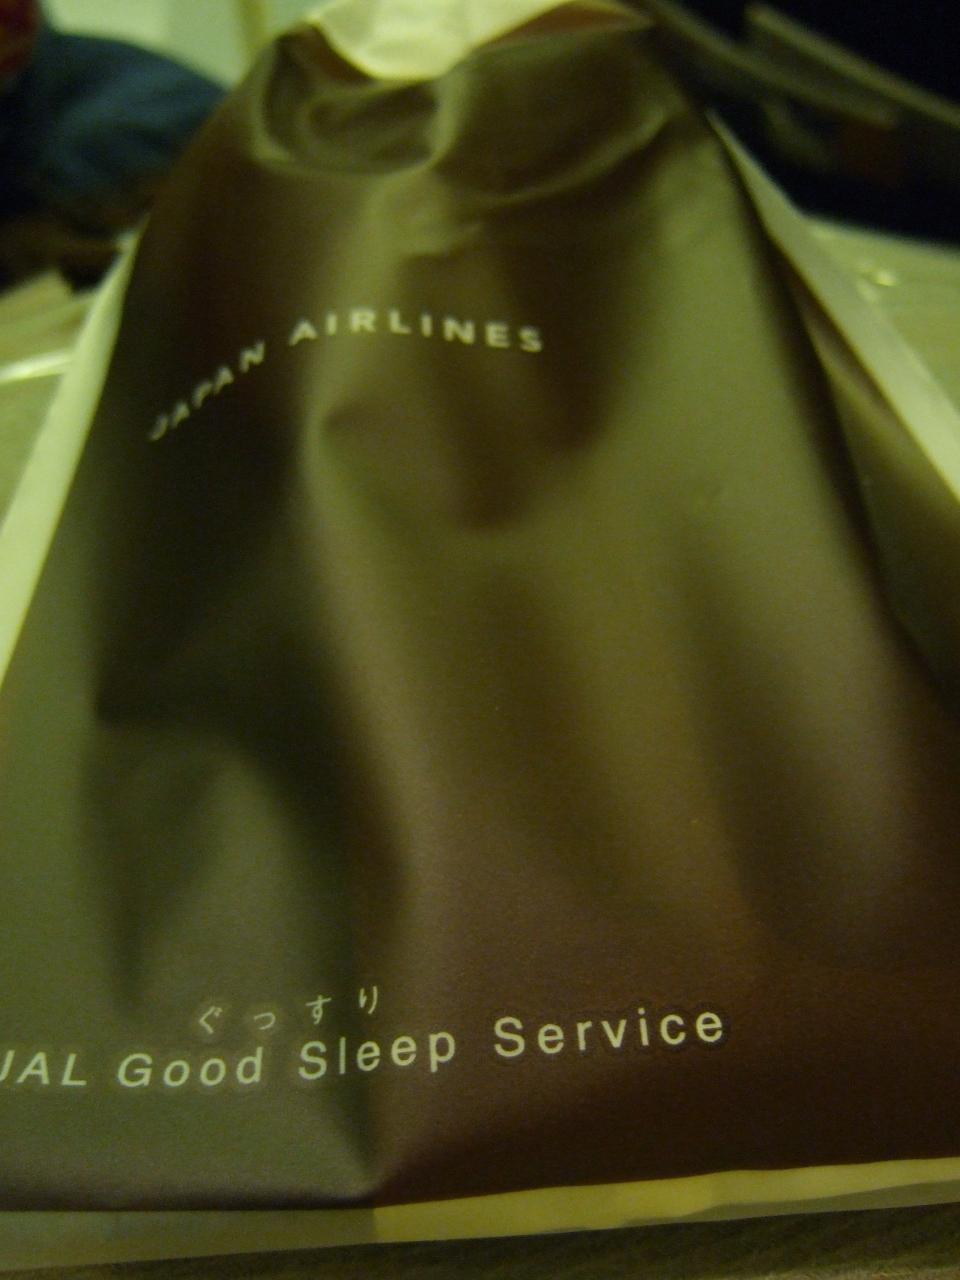 JAPAN AIRLINES
ぐっすり
JAL Good Sleep Service